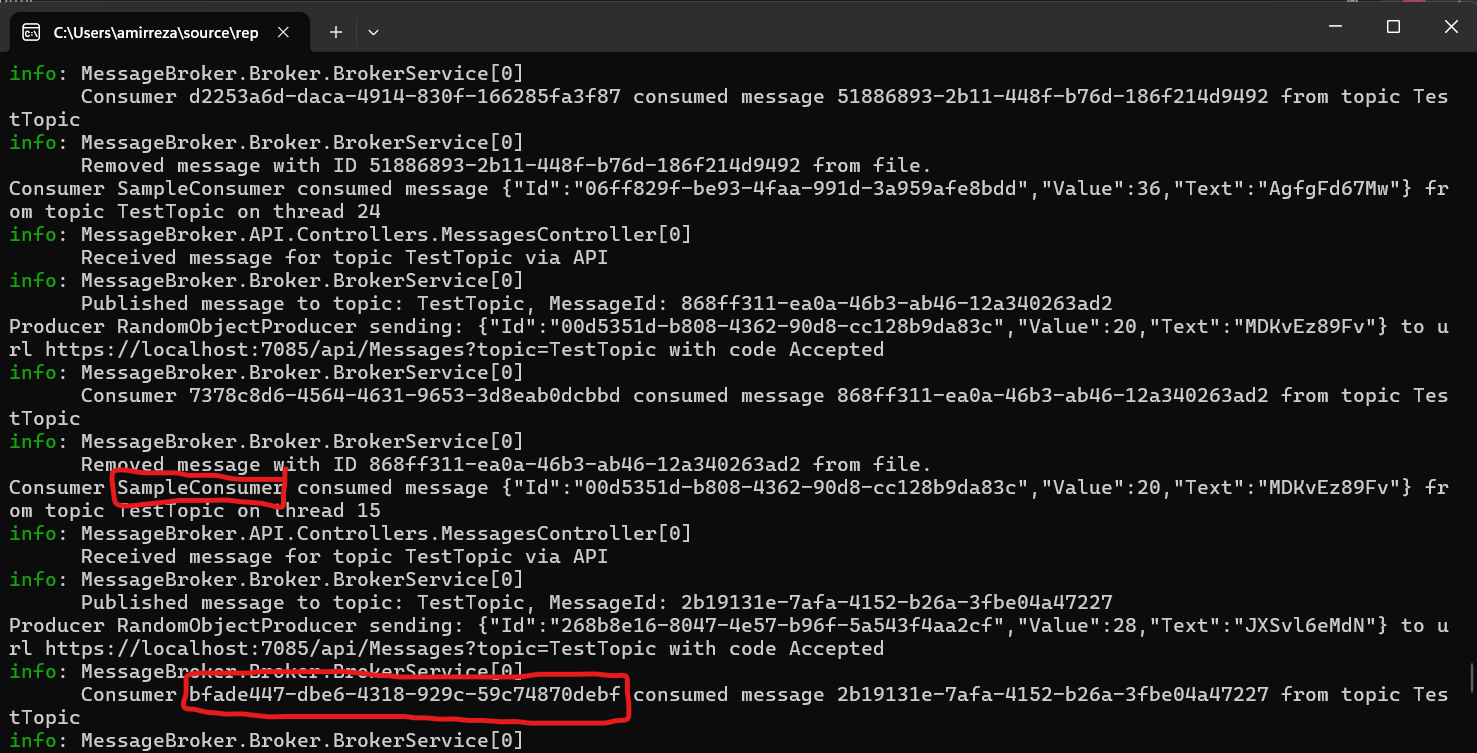 C:\Users\amirreza\source\rep
info: MessageBroker.Broker.BrokerService[0]
Consumer d2253a6d-daca-4914-830f-166285fa3f87 consumed message 51886893-2b11-448f-b76d-186f214d9492 from topic Tes
tTopic
info: MessageBroker.Broker.BrokerService[0]
Removed message with ID 51886893-2b11-448f-b76d-186f214d9492 from file.
Consumer SampleConsumer consumed message {"Id":"06ff829f-be93-4faa-991d-3a959afe8bdd","Value":36,"Text":"AgfgFd67Mw"} fr
om topic TestTopic on thread 24
info: MessageBroker.API.Controllers.MessagesController[0]
Received message for topic TestTopic via API
info: MessageBroker.Broker.BrokerService[0]
Published message to topic: TestTopic, MessageId: 868ff311-ea0a-46b3-ab46-12a340263ad2
Producer RandomObjectProducer sending: {"Id":"00d5351d-b808-4362-90d8-cc128b9da83c","Value":20,"Text":"MDKvEz89Fv"} to u
rl https://localhost:7085/api/Messages?topic=TestTopic with code Accepted
info: MessageBroker.Broker.BrokerService[0]
Consumer 7378c8d6-4564-4631-9653-3d8eab0dcbbd consumed message 868ff311-ea0a-46b3-ab46-12a340263ad2 from topic Tes
tTopic
info: MessageBroker.Broker.BrokerService[0]
Removed message with ID 868ff311-ea0a-46b3-ab46-12a340263ad2 from file.
Consumer SampleConsumer consumed message {"Id":"00d5351d-b808-4362-90d8-cc128b9da83c","Value":20,"Text":"MDKvEz89Fv"} fr
om topic TestTopic on thread 15
info: MessageBroker.API.Controllers.MessagesController[0]
Received message for topic TestTopic via API
info: MessageBroker.Broker.BrokerService[0]
Published message to topic: TestTopic, MessageId: 2b19131e-7afa-4152-b26a-3fbe04a47227
Producer RandomObjectProducer sending: {"Id":"268b8e16-8047-4e57-b96f-5a543f4aa2cf","Value":28,"Text":"JXSvl6eMdN"} to u
rl https://localhost:7085/api/Messages?topic=TestTopic with code Accepted
info: MessageBroker.Broker.BrokerService[0]
Consumer bfade447-dbe6-4318-929c-59c74870debf consumed message 2b19131e-7afa-4152-b26a-3fbe04a47227 from topic Tes
tTopic
info: MessageBroker.Broker.BrokerService[0]